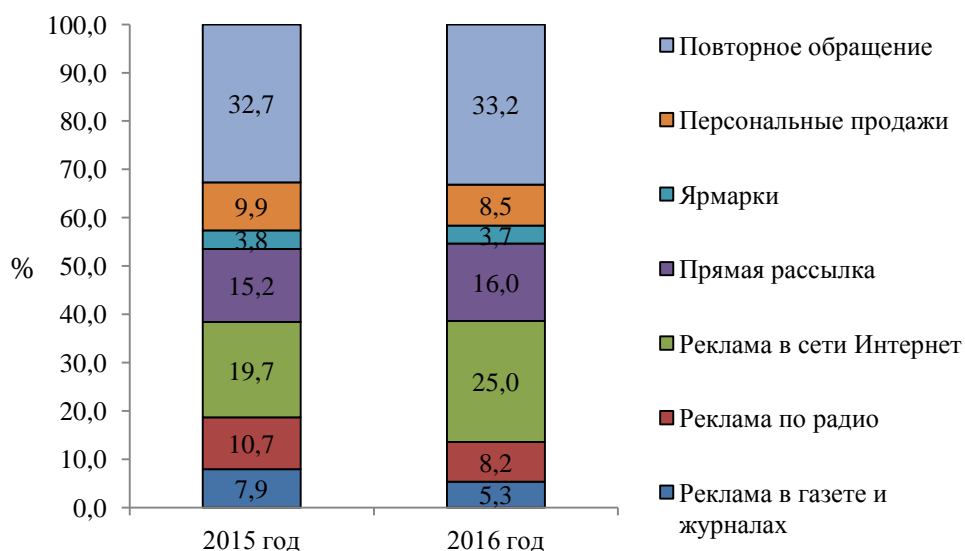 100,0
90,0
80,0
70,0
60,0
50,0
40,0
30,0
20,0
10,0
0,0
%
32,7
9,9
3,8
15,2
19,7
10,7
7,9
33,2
8,5
3,7
16,0
25,0
8,2
5,3
2015 год
2016 год
Повторное обращение
Персональные продажи
Ярмарки
Прямая рассылка
Реклама в сети Интернет
Реклама по радио
Реклама в газете и
журналах